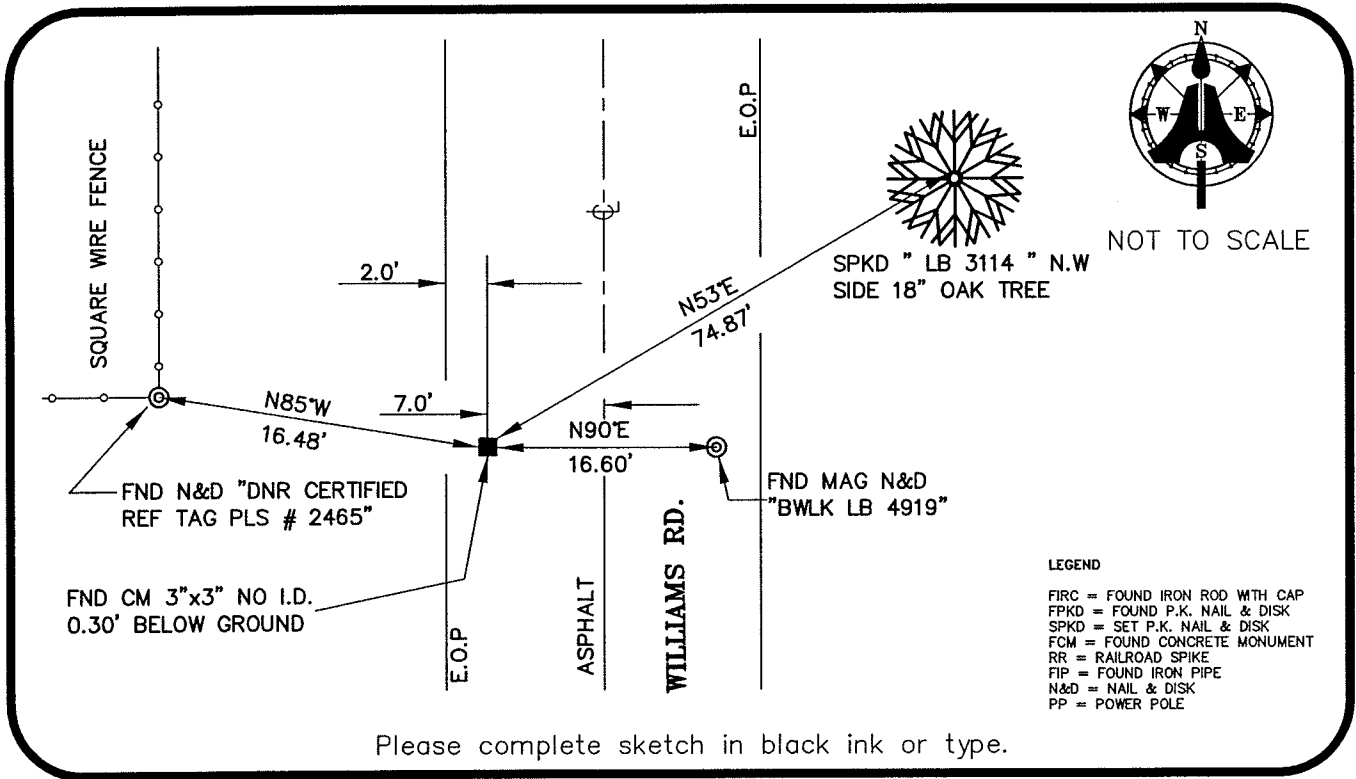 N
W
E
S
NOT TO SCALE
SQUARE WIRE FENCE
E.O.P
2.0'
℄
N53°E
74.87'
SPKD " LB 3114 " N.W
SIDE 18" OAK TREE
N85°W
16.48'
7.0'
N90°E
16.60'
FND N&D "DNR CERTIFIED
REF TAG PLS # 2465"
FND MAG N&D
"BWLK LB 4919"
FND CM 3"x3" NO I.D.
0.30' BELOW GROUND
E.O.P
ASPHALT
WILLIAMS RD.
LEGEND
FIRC = FOUND IRON ROD WITH CAP
FPKD = FOUND P.K. NAIL & DISK
SPKD = SET P.K. NAIL & DISK
FCM = FOUND CONCRETE MONUMENT
RR = RAILROAD SPIKE
FIP = FOUND IRON PIPE
N&D = NAIL & DISK
PP = POWER POLE
Please complete sketch in black ink or type.